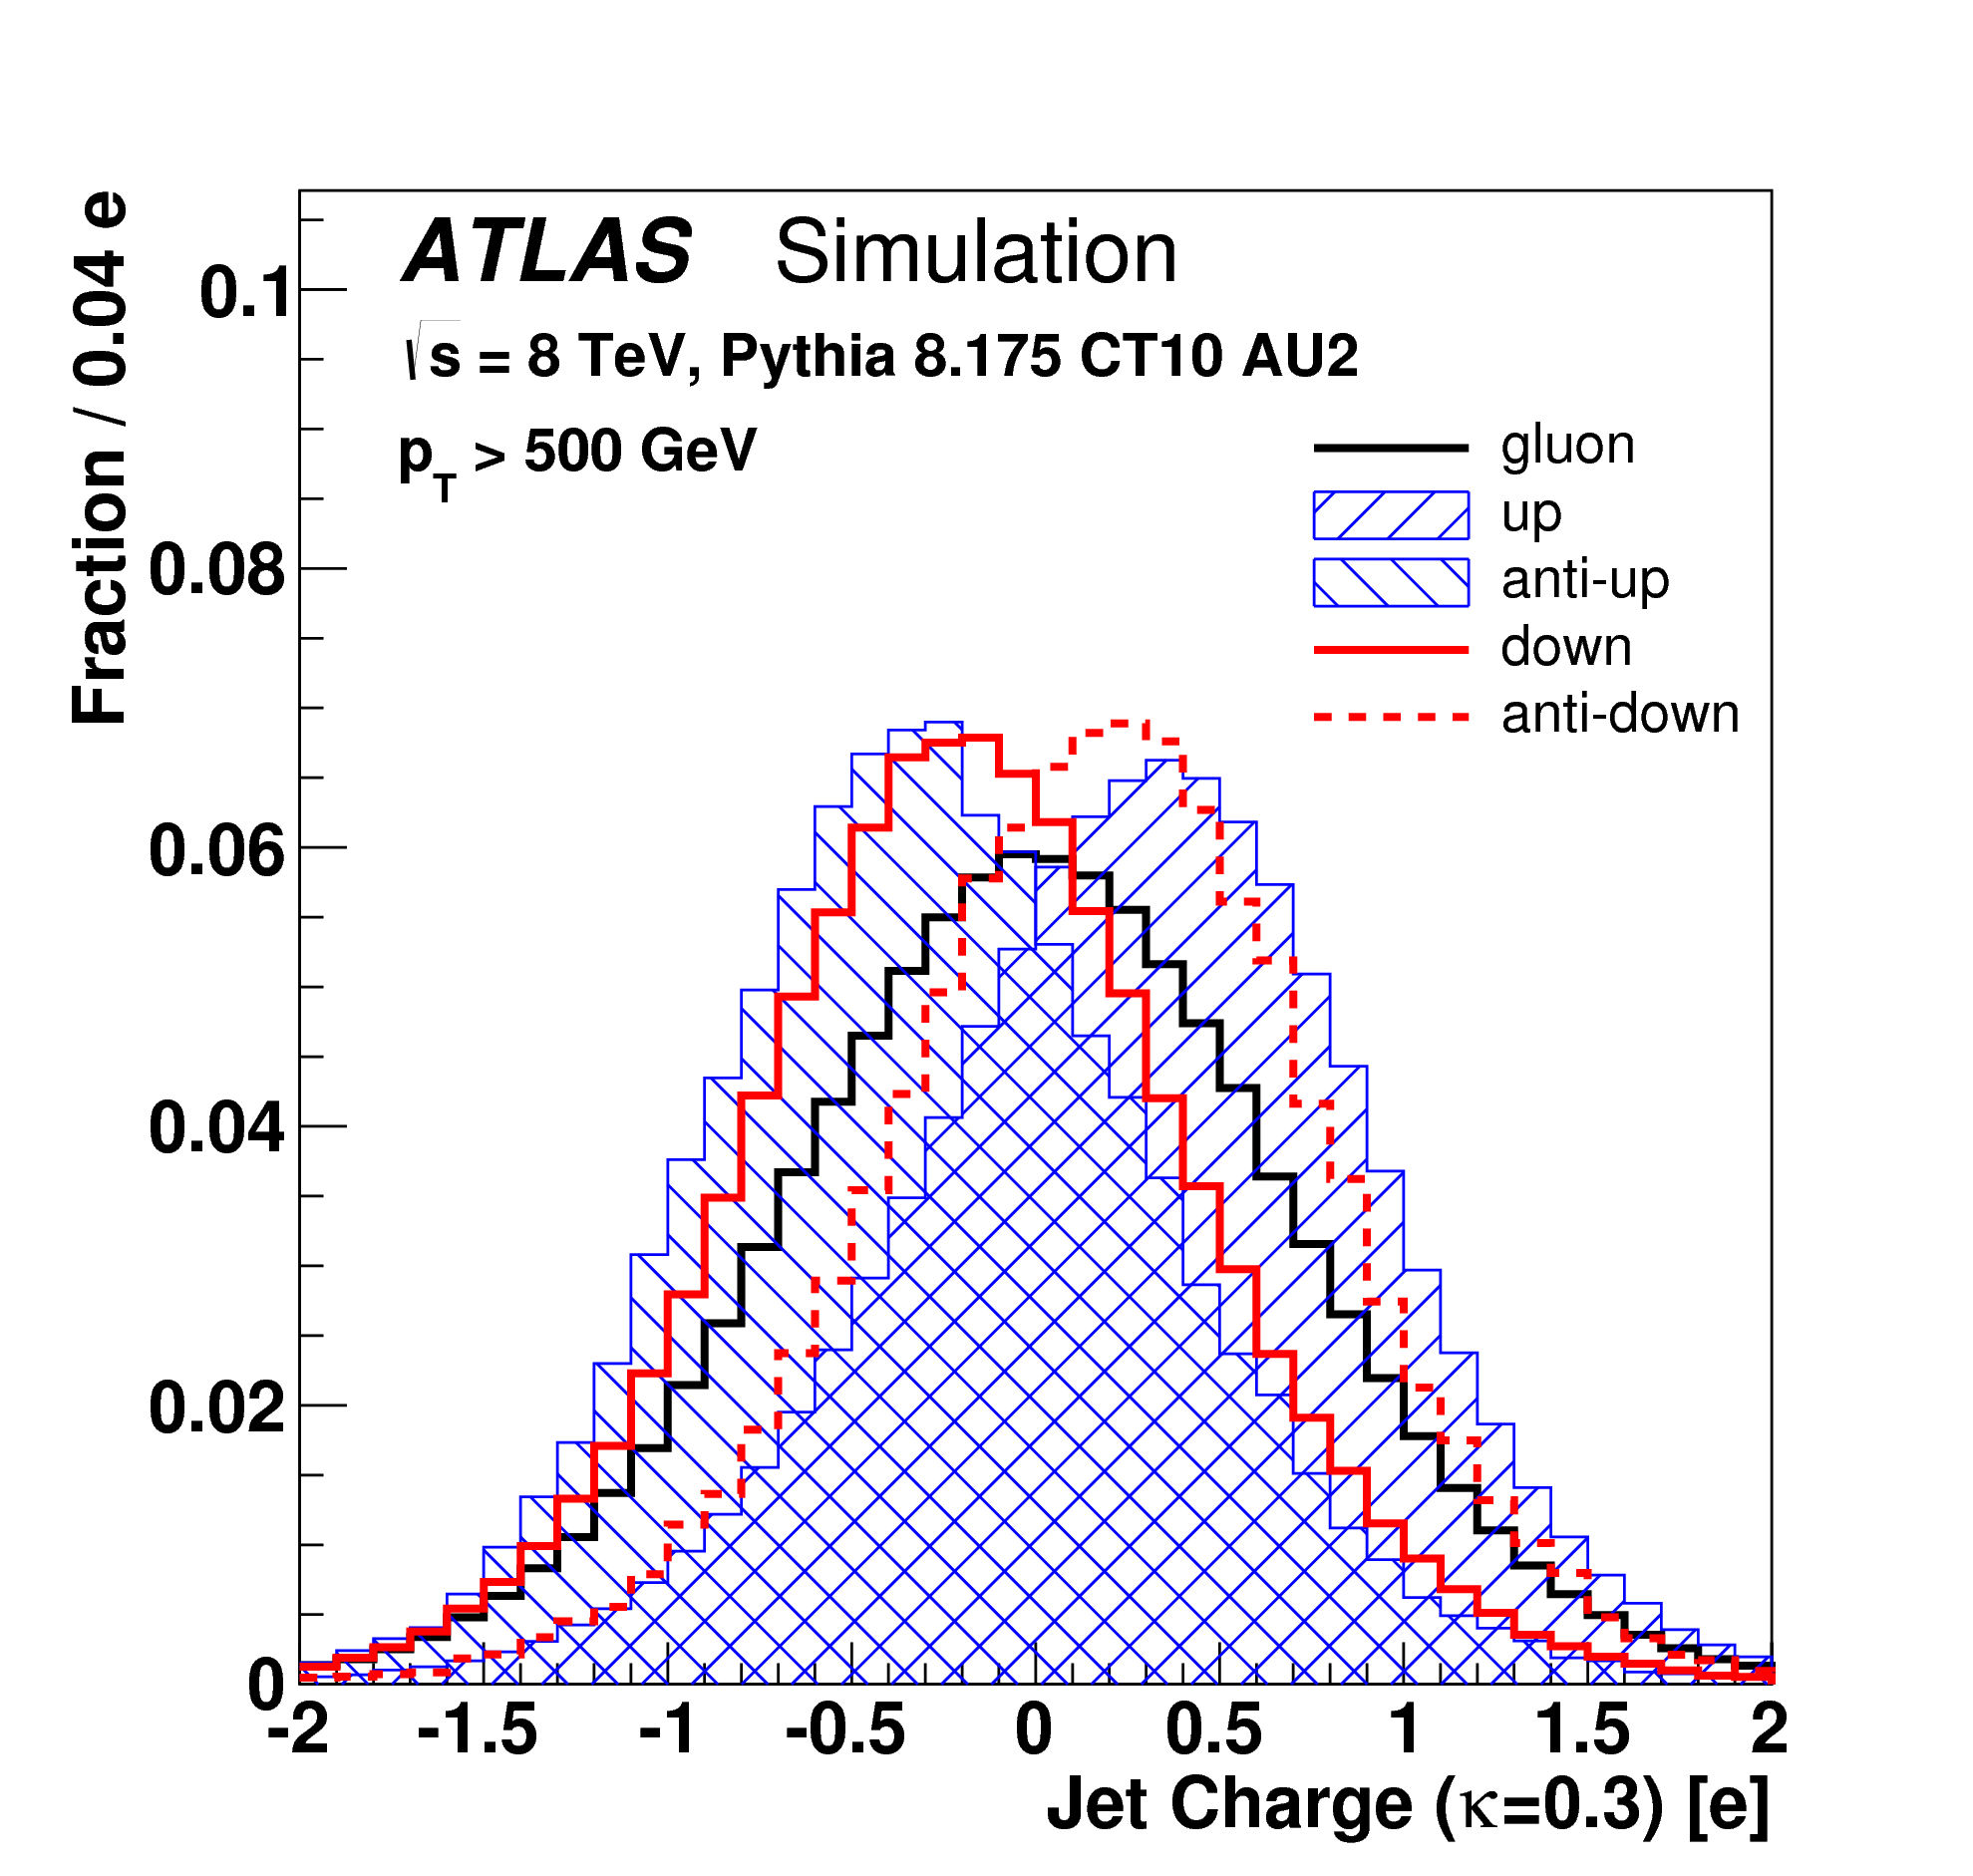 ATLAS Simulation
√s = 8 TeV, Pythia 8.175 CT10 AU2
pT > 500 GeV
gluon
up
anti-up
down
anti-down
Fraction / 0.04 e
0.1
0.08
0.06
0.04
0.02
0
-2 -1.5 -1 -0.5 0 0.5 1 1.5 2
Jet Charge (κ=0.3) [e]